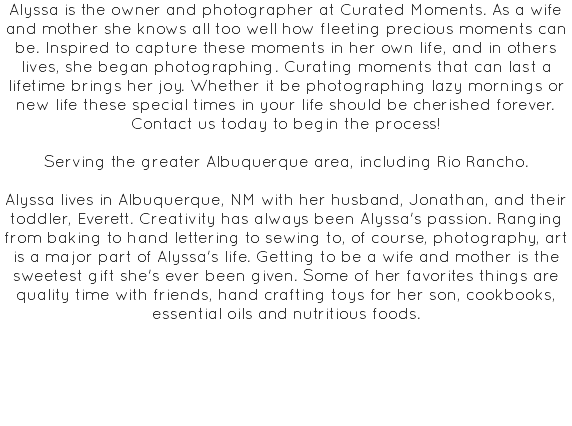 Alyssa is the owner and photographer at Curated Moments. As a wife
and mother she knows all too well how fleeting precious moments can
be. Inspired to capture these moments in her own life, and in others
lives, she began photographing. Curating moments that can last a
lifetime brings her joy. Whether it be photographing lazy mornings or
new life these special times in your life should be cherished forever.
Contact us today to begin the process!
Serving the greater Albuquerque area, including Rio Rancho.
Alyssa lives in Albuquerque, NM with her husband, Jonathan, and their
toddler, Everett. Creativity has always been Alyssa's passion. Ranging
from baking to hand lettering to sewing to, of course, photography, art
is a major part of Alyssa's life. Getting to be a wife and mother is the
sweetest gift she's ever been given. Some of her favorites things are
quality time with friends, hand crafting toys for her son, cookbooks,
essential oils and nutritious foods.